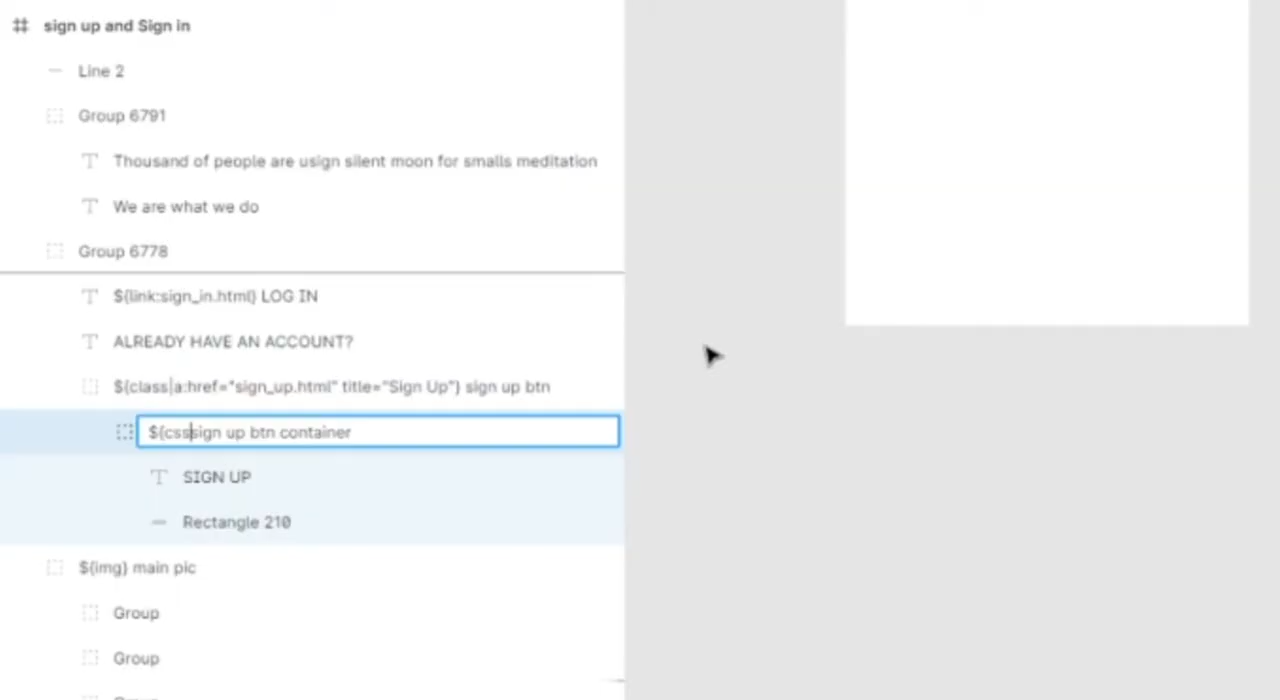 sign up and Sign in
Line 2
Group 6791
Thousand of people are usign silent moon for smalls meditation
We are what we do
Group 6778
${link:sign_in.html} LOG IN
ALREADY HAVE AN ACCOUNT?
${class|a:href="sign_up.html" title="Sign Up"} sign up btn
${csssign up btn container
SIGN UP
Rectangle 210
${img} main pic
Group
Group